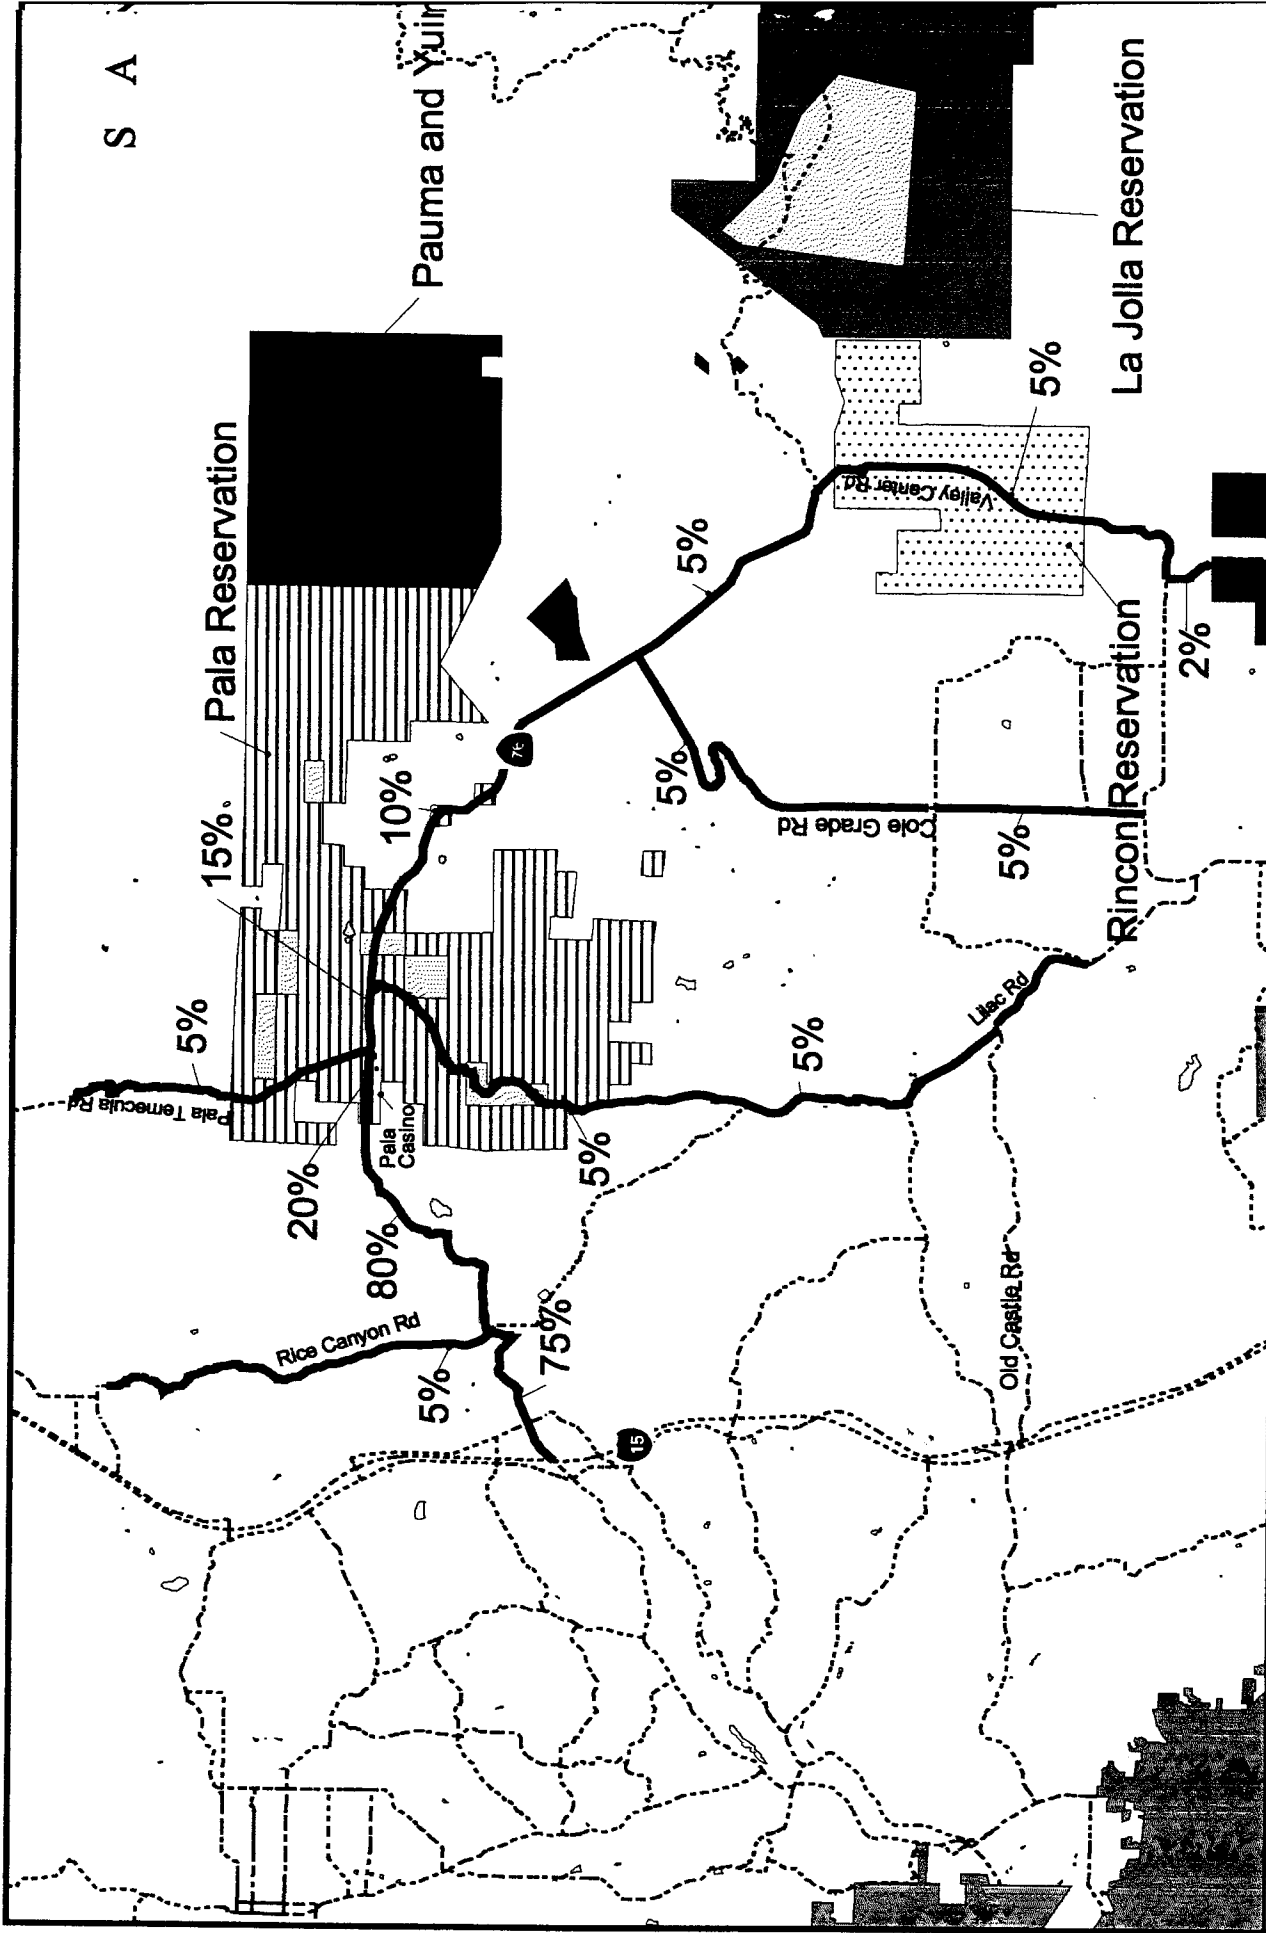 S A
Pauma and Yuim
Pala Reservation
La Jolla Reservation
15%
10%
5%
Pala Temecula Rd
20%
Pala
Casino
80%
Rice Canyon Rd
5%
75%
15
76
5%
5%
Cole Grade Rd
5%
Valley Center Rd
5%
2%
Rincon Reservation
5%
5%
Lilac Rd
Old Castle Rd